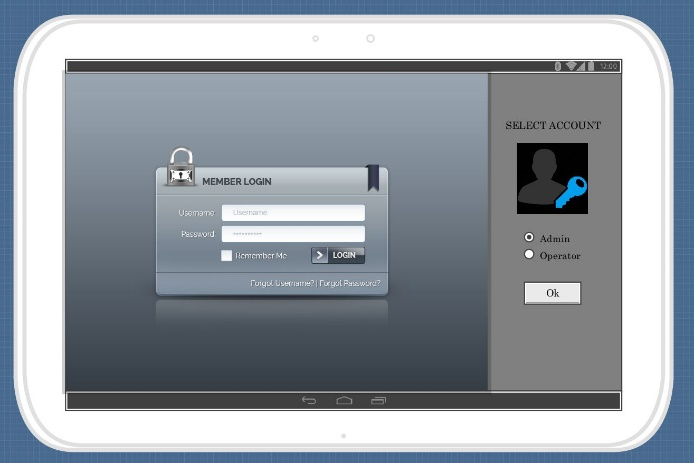 12:00
SELECT ACCOUNT
MEMBER LOGIN
Username
Username
Password
**********
Remember Me
LOGIN
Forgot Username? | Forgot Password?
Admin
Operator
Ok